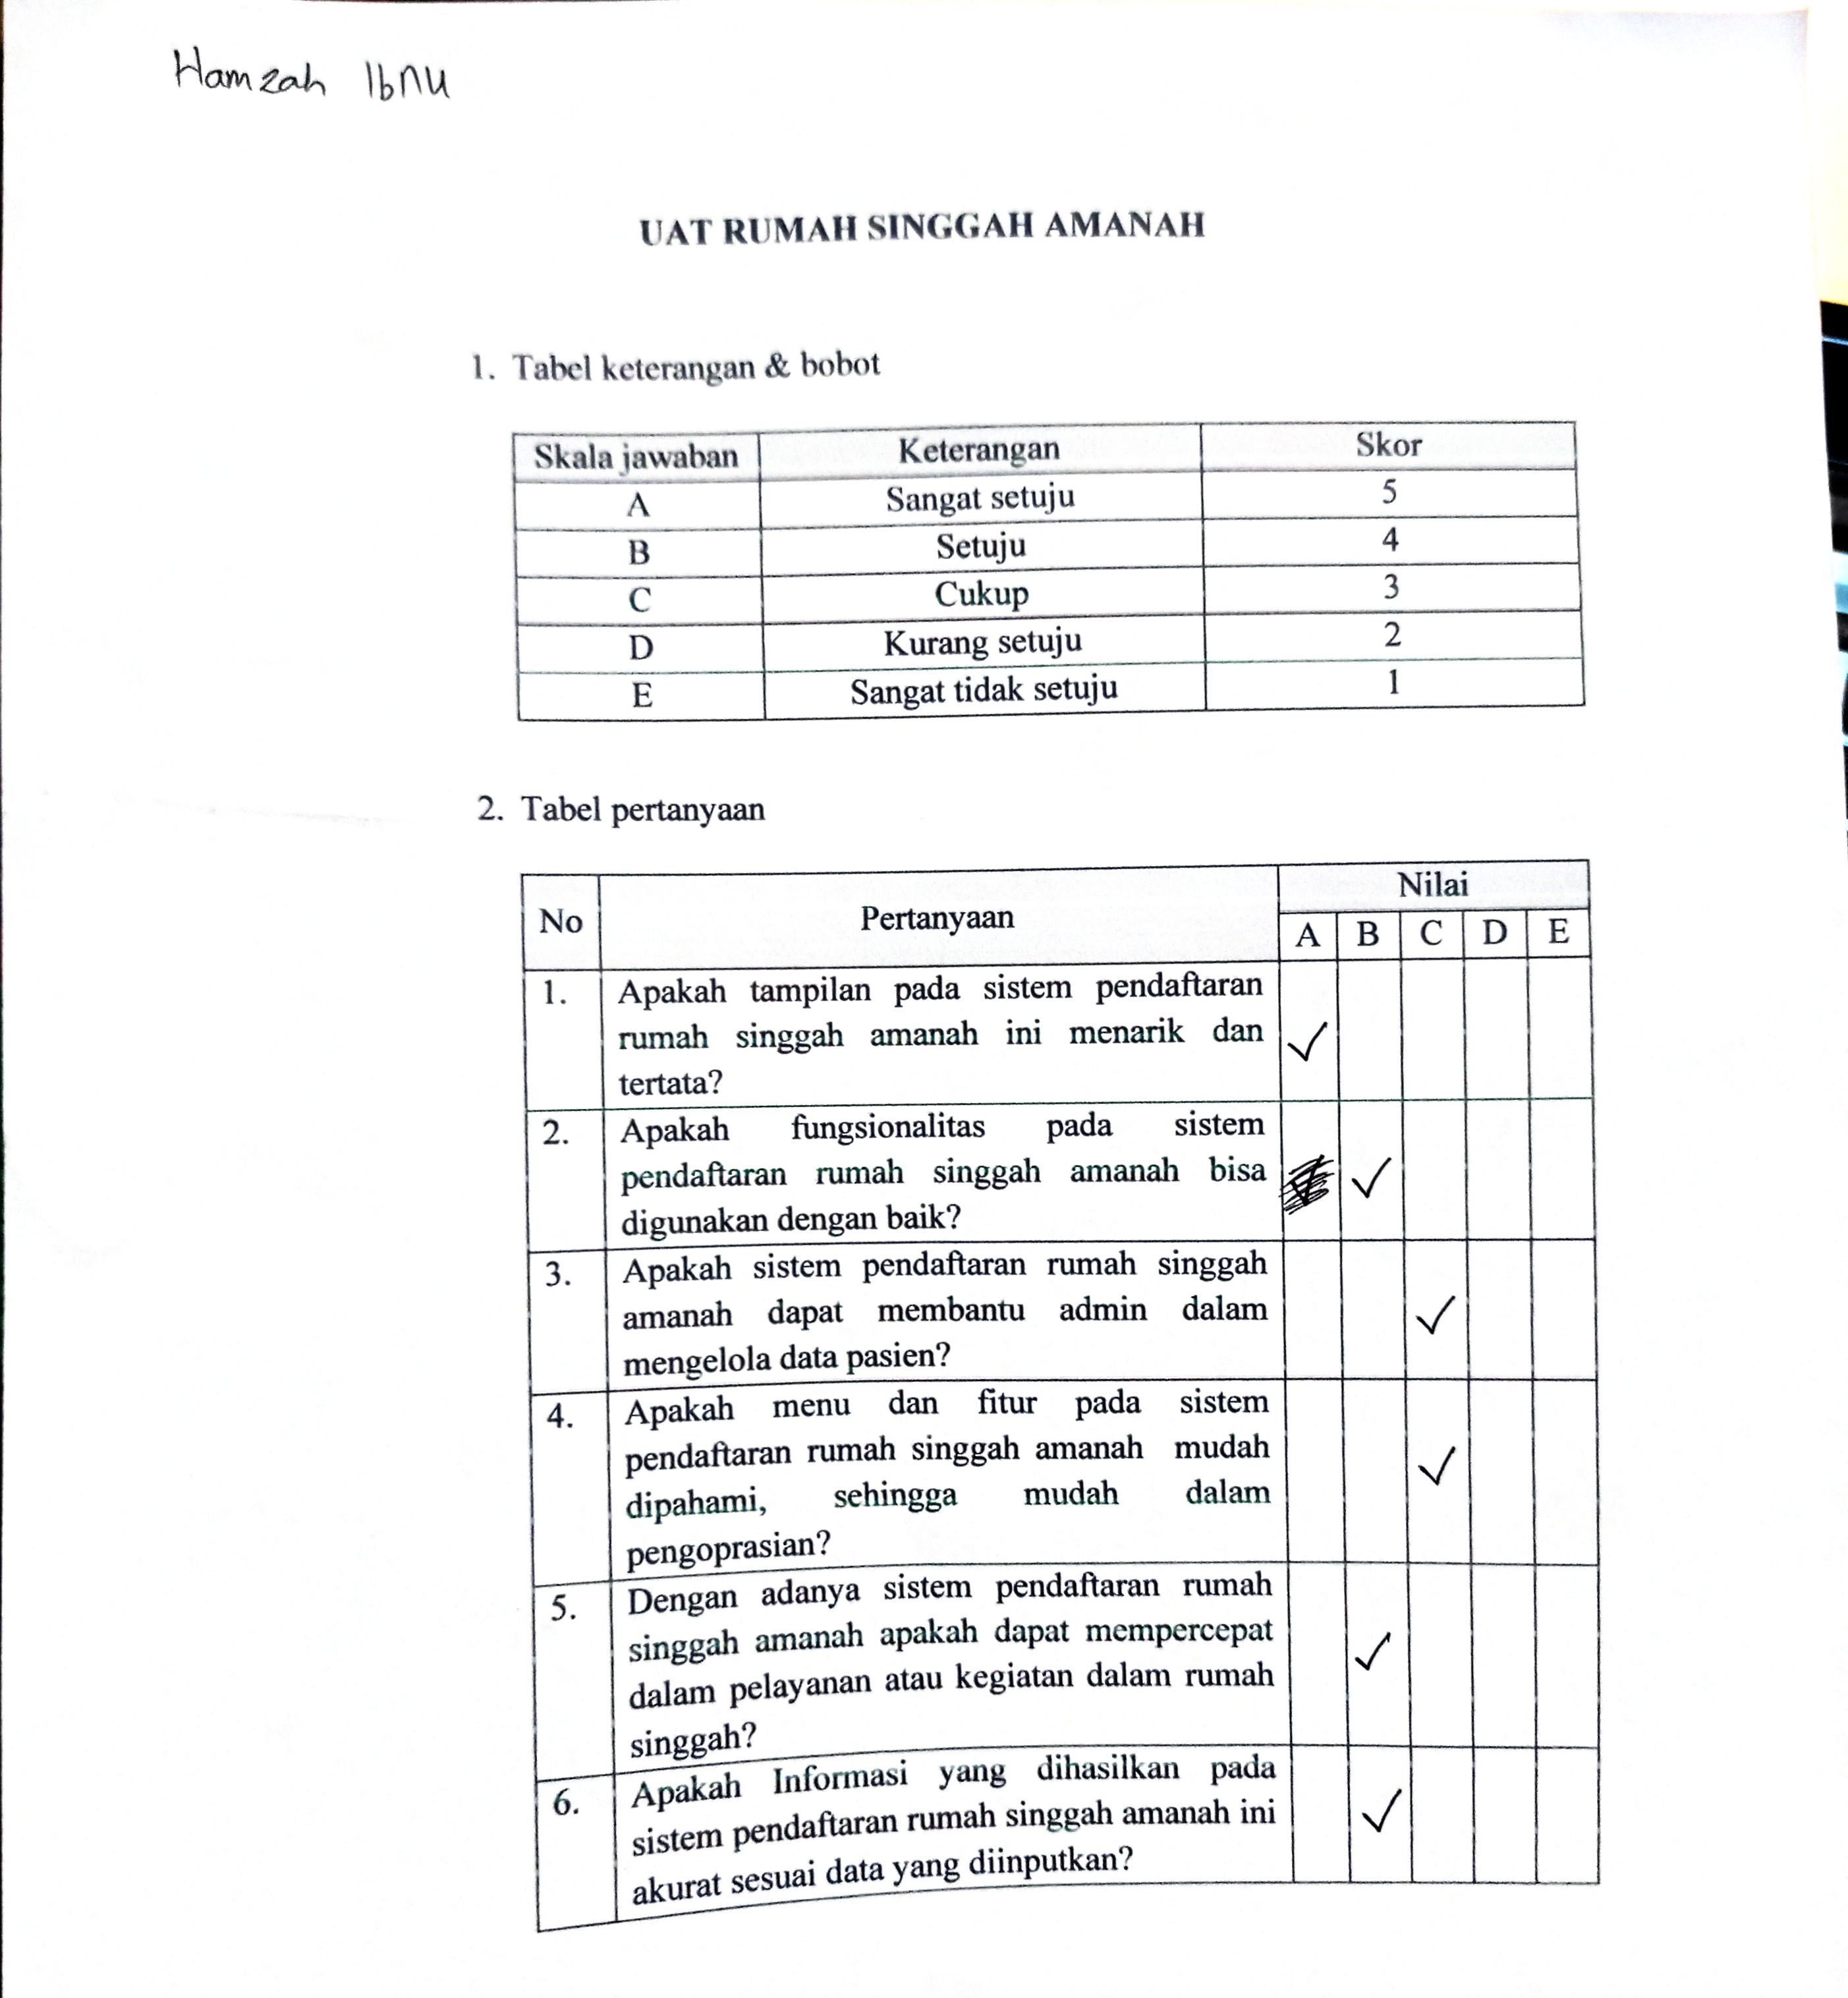 Hamzah Ibnu
UAT RUMAH SINGGAH AMANAH
1. Tabel keterangan & bobot
Skala jawaban Keterangan Skor
A Sangat setuju 5
B Setuju 4
C Cukup 3
D Kurang setuju 2
E Sangat tidak setuju 1
2. Tabel pertanyaan
No Pertanyaan Nilai
A B C D E
1. Apakah tampilan pada sistem pendaftaran
rumah singgah amanah ini menarik dan ✓
tertata?
2. Apakah fungsionalitas pada sistem
pendaftaran rumah singgah amanah bisa ✓
digunakan dengan baik?
3. Apakah sistem pendaftaran rumah singgah
amanah dapat membantu admin dalam ✓
mengelola data pasien?
4. Apakah menu dan fitur pada sistem
pendaftaran rumah singgah amanah mudah ✓
dipahami, sehingga mudah dalam
pengoprasian?
5. Dengan adanya sistem pendaftaran rumah
singgah amanah apakah dapat mempercepat ✓
dalam pelayanan atau kegiatan dalam rumah
singgah?
6. Apakah Informasi yang dihasilkan pada
sistem pendaftaran rumah singgah amanah ini ✓
akurat sesuai data yang diinputkan?